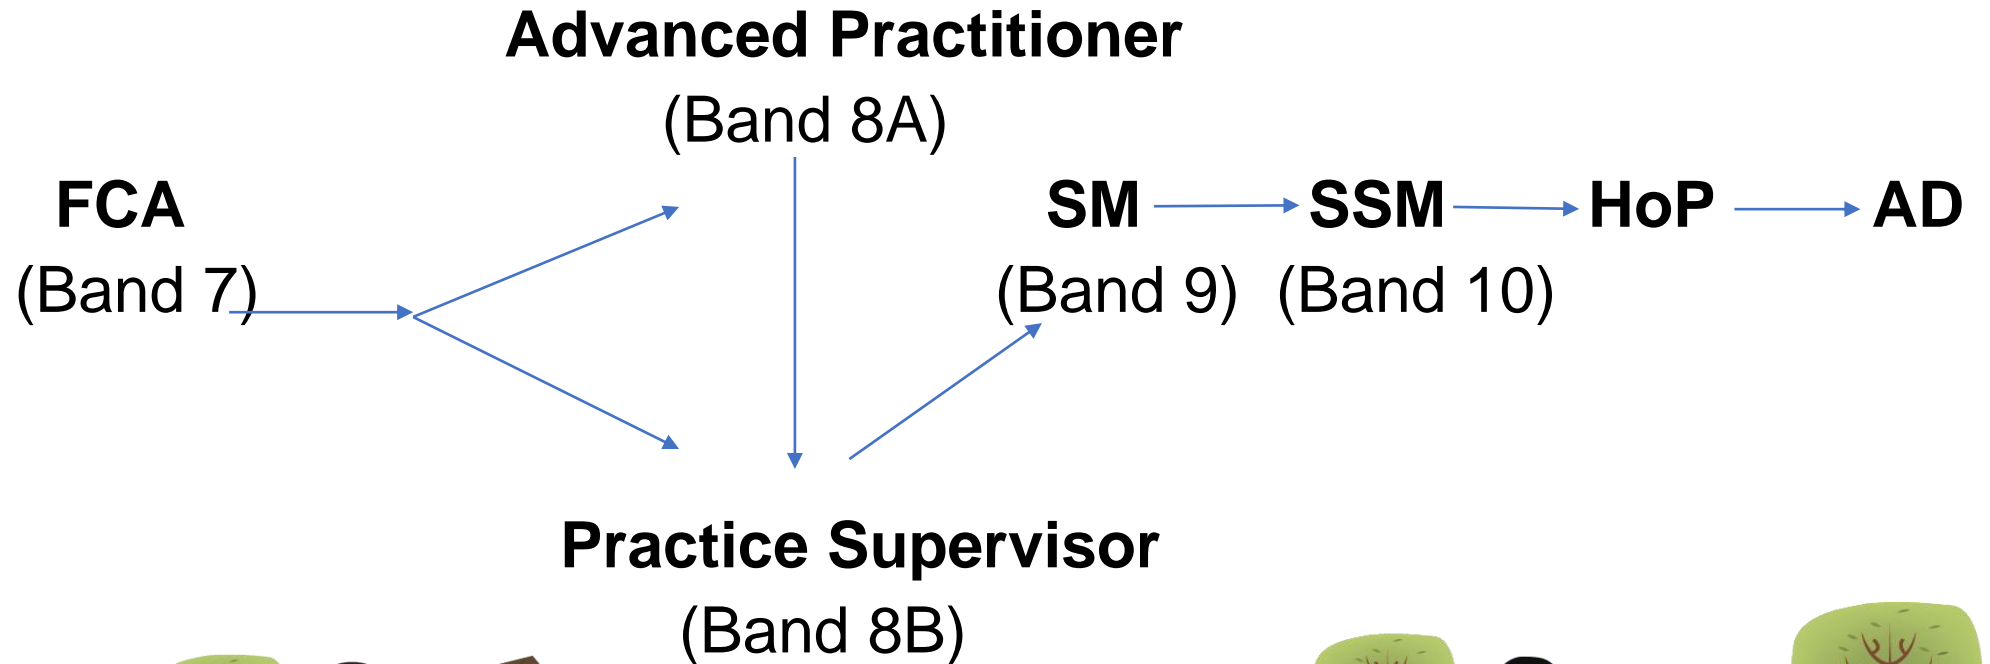 Advanced Practitioner
(Band 8A)
FCA
(Band 7)
SM
(Band 9)
SSM
(Band 10)
HoP
AD
Practice Supervisor
(Band 8B)